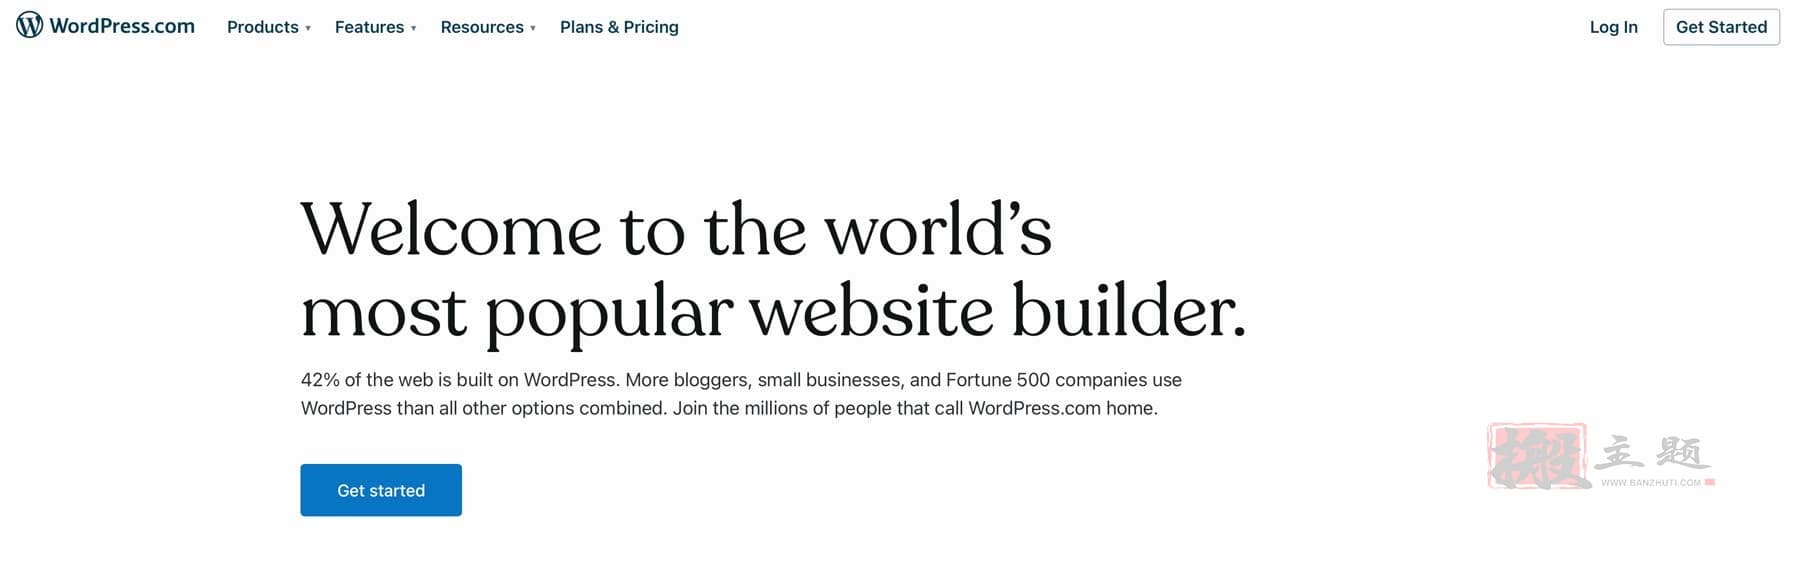 WordPress.com Products Features Resources Plans & Pricing Log In Get Started
Welcome to the world’s
most popular website builder.
42% of the web is built on WordPress. More bloggers, small businesses, and Fortune 500 companies use
WordPress than all other options combined. Join the millions of people that call WordPress.com home.
Get started
搬主题
WWW.BANZHUTI.COM